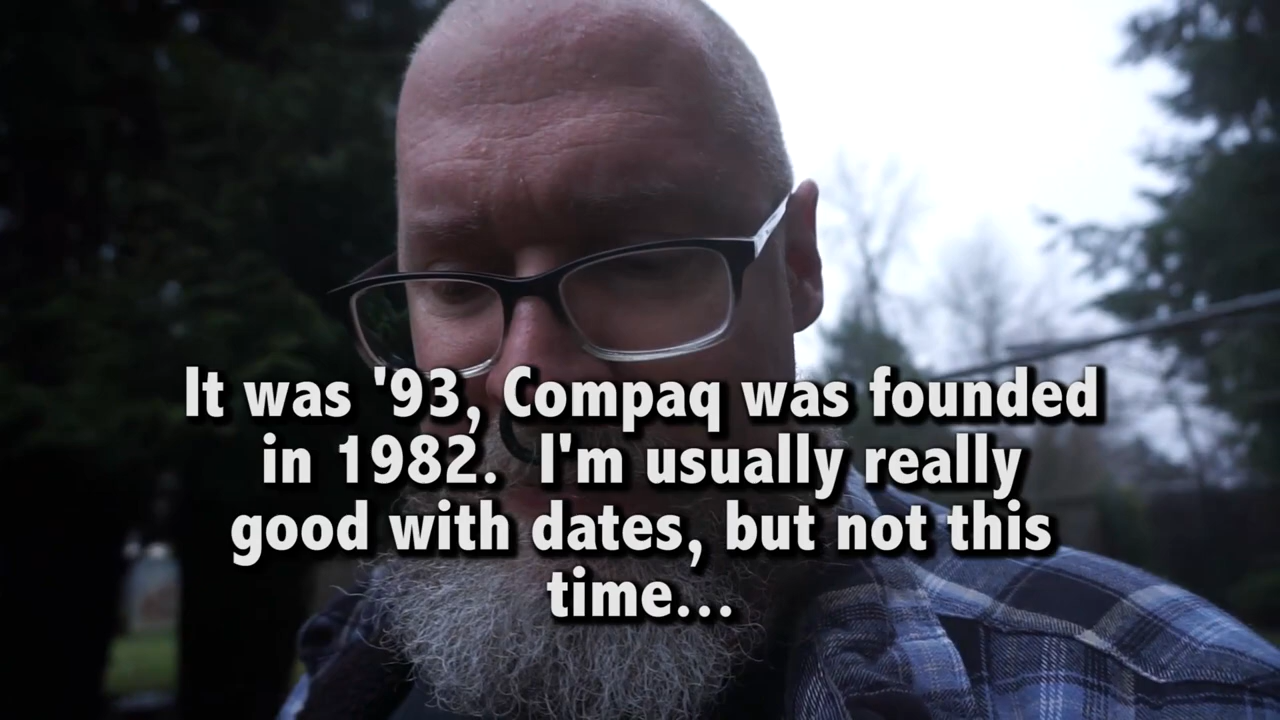 It was '93, Compaq was founded
in 1982.  I'm usually really
good with dates, but not this
time...